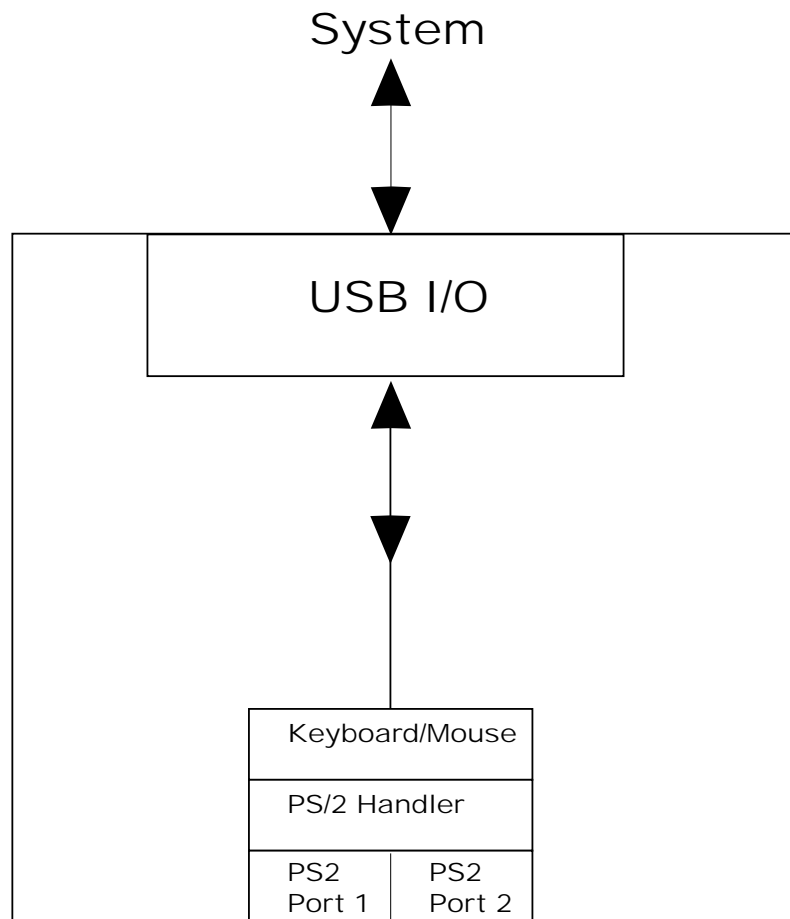 System
USB I/O
Keyboard/Mouse
PS/2 Handler
PS2
Port 1
PS2
Port 2